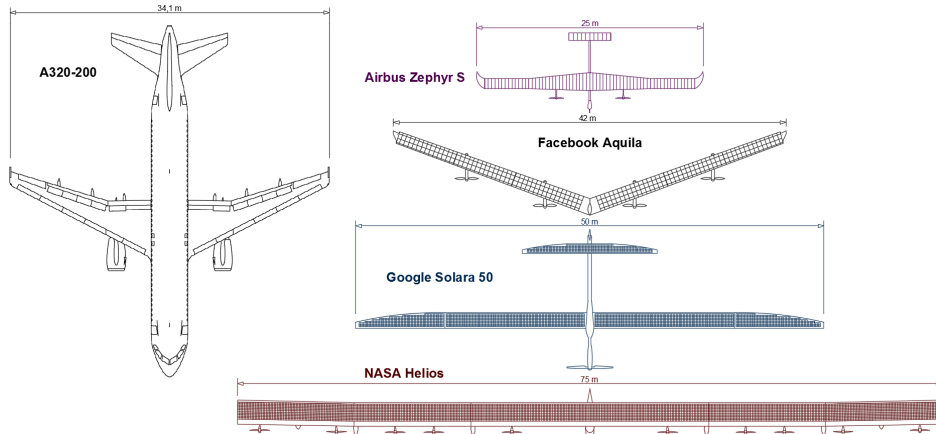 34,1 m
A320-200
25 m
Airbus Zephyr S
42 m
Facebook Aquila
50 m
Google Solara 50
NASA Helios
75 m